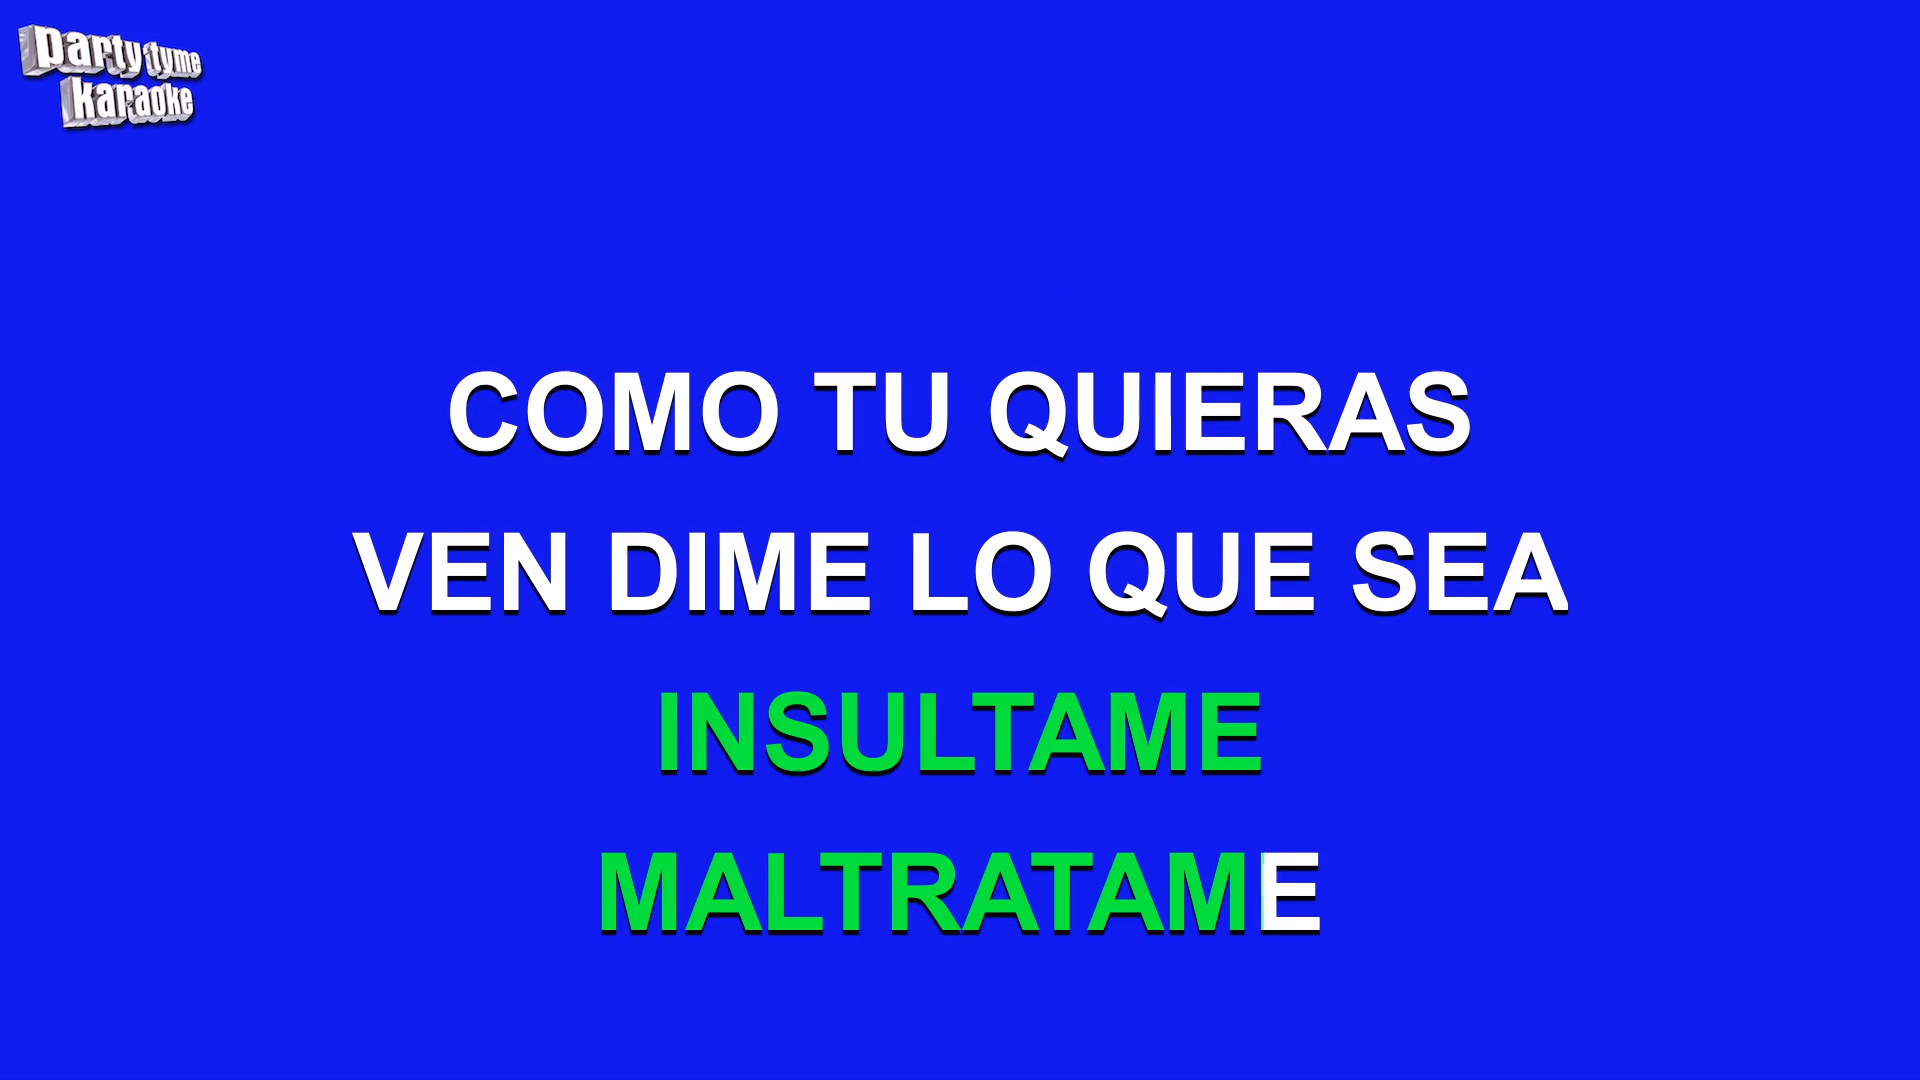 party tyme
karaoke
COMO TU QUIERAS
VEN DIME LO QUE SEA
INSULTAME
MALTRATAME